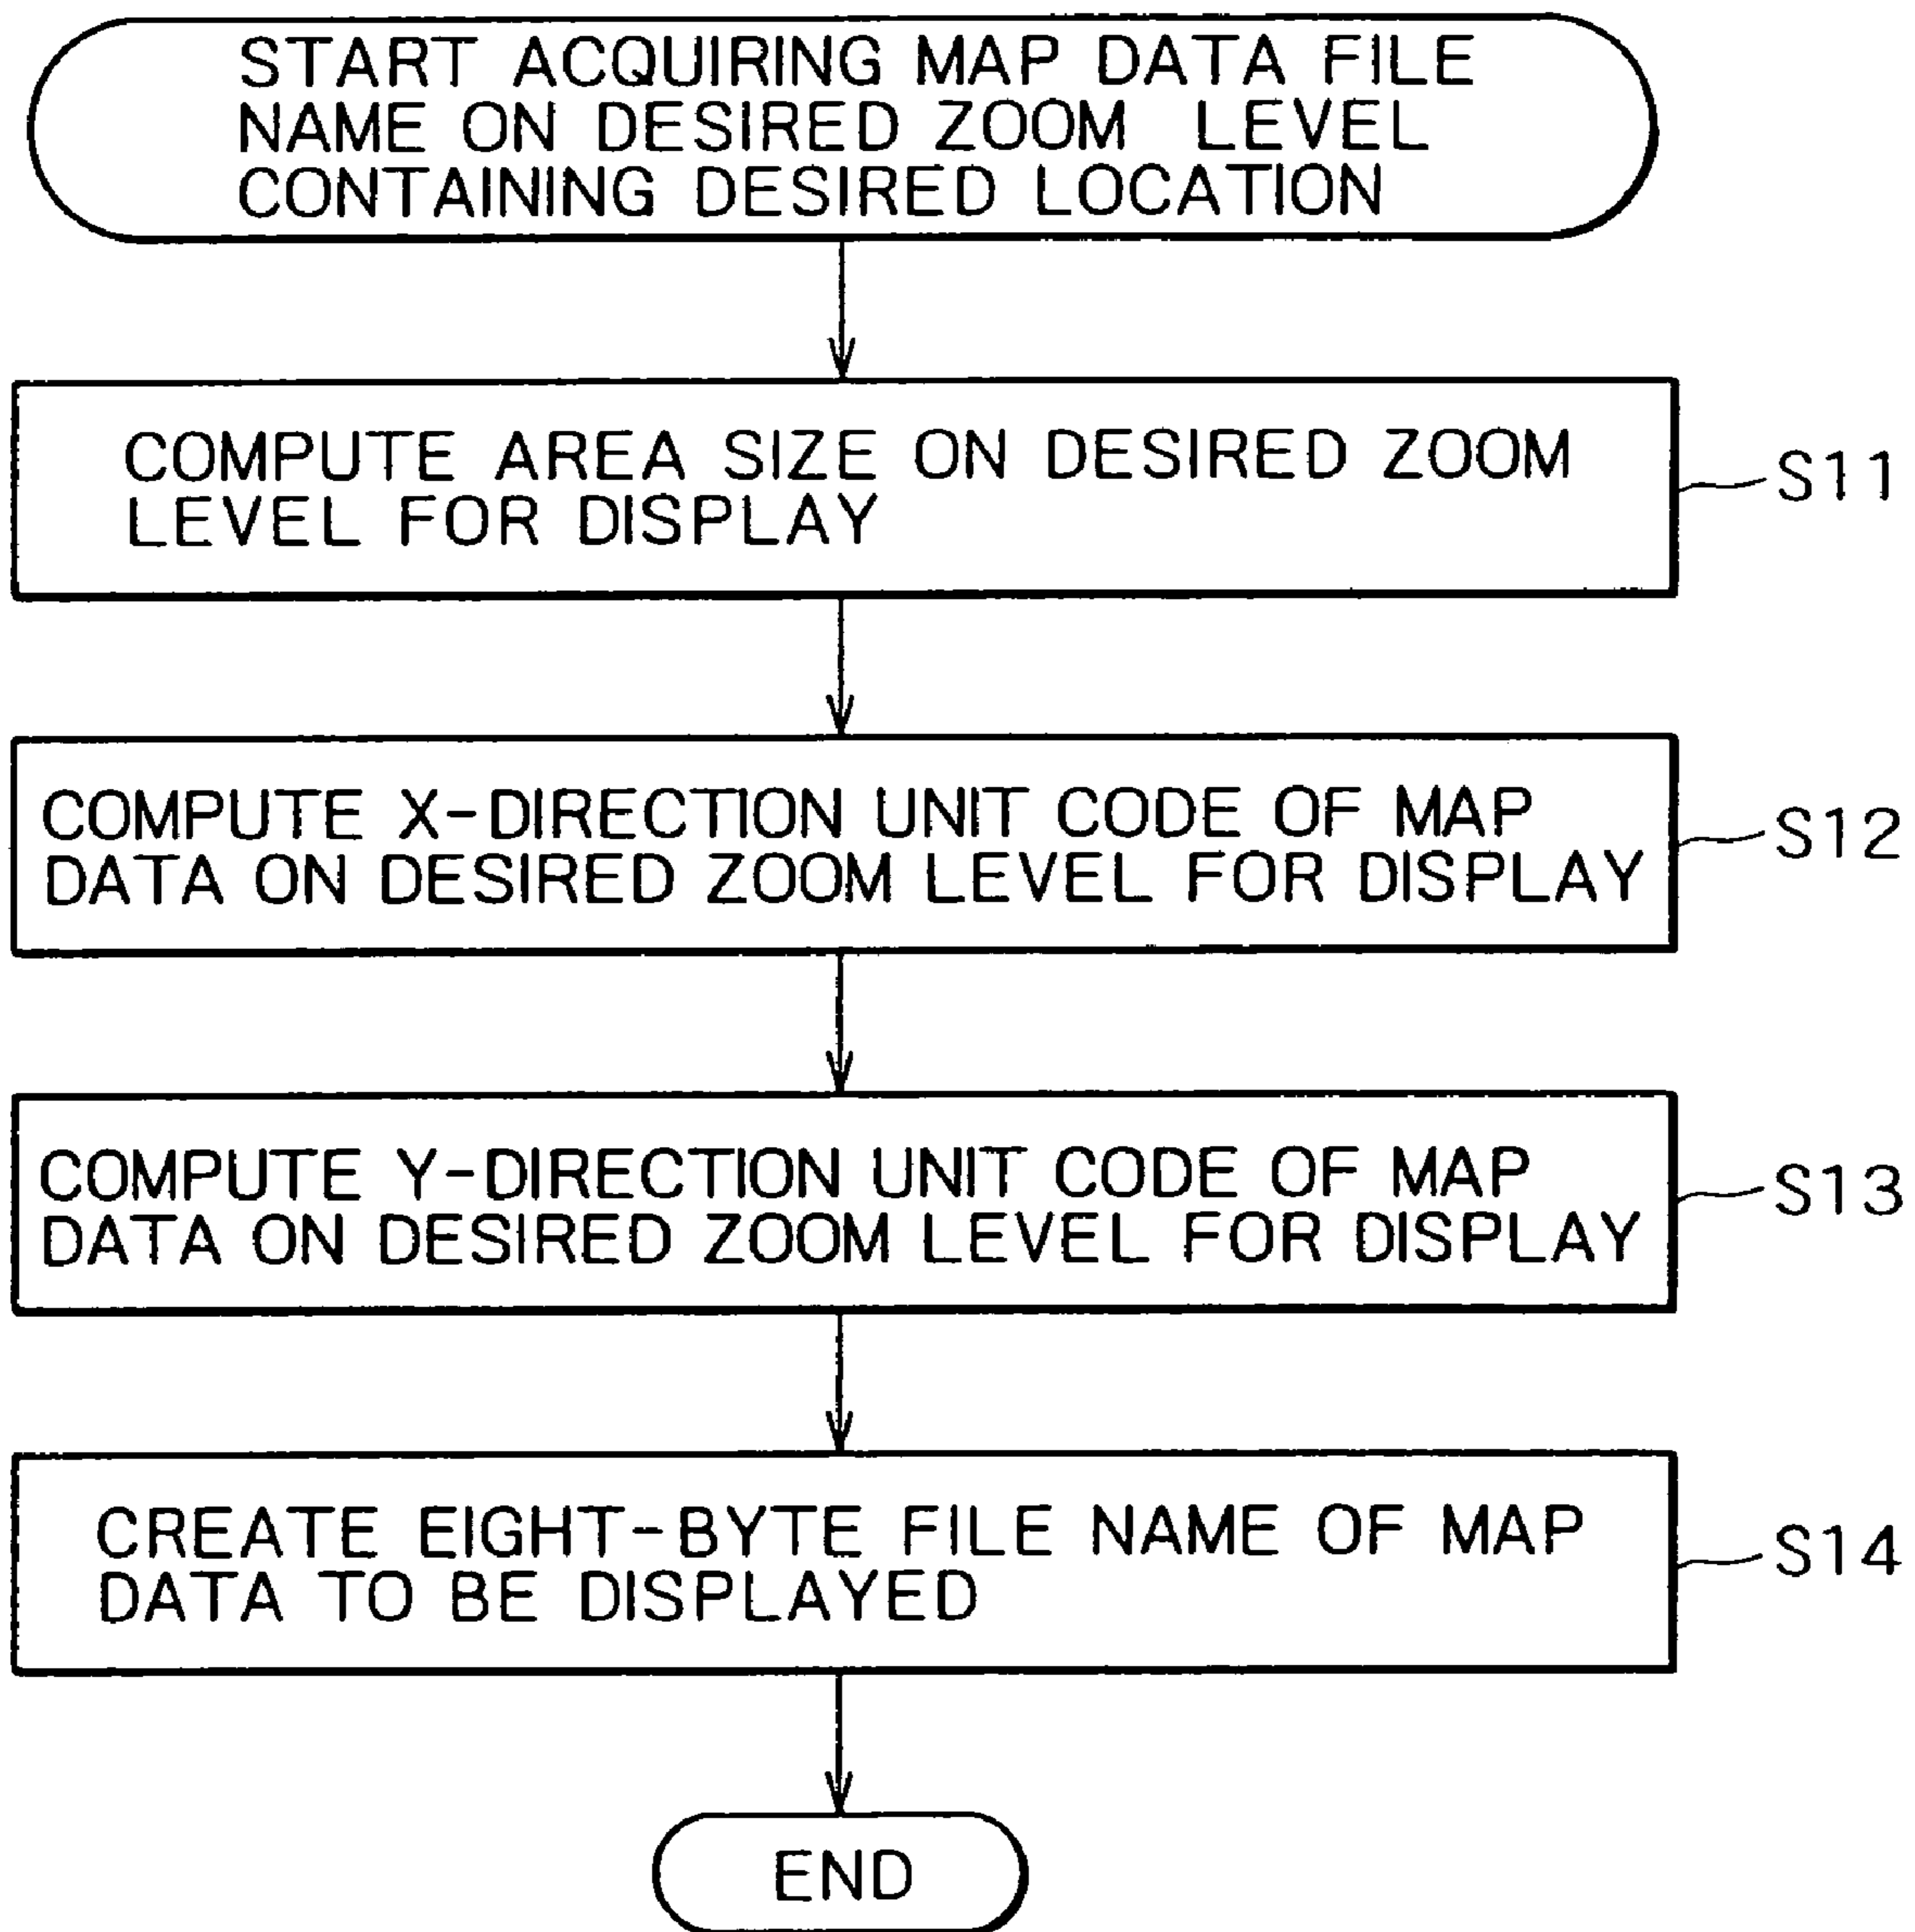 START ACQUIRING MAP DATA FILE
NAME ON DESIRED ZOOM LEVEL
CONTAINING DESIRED LOCATION
COMPUTE AREA SIZE ON DESIRED ZOOM
LEVEL FOR DISPLAY
S11
COMPUTE X-DIRECTION UNIT CODE OF MAP
DATA ON DESIRED ZOOM LEVEL FOR DISPLAY
S12
COMPUTE Y-DIRECTION UNIT CODE OF MAP
DATA ON DESIRED ZOOM LEVEL FOR DISPLAY
S13
CREATE EIGHT-BYTE FILE NAME OF MAP
DATA TO BE DISPLAYED
S14
END